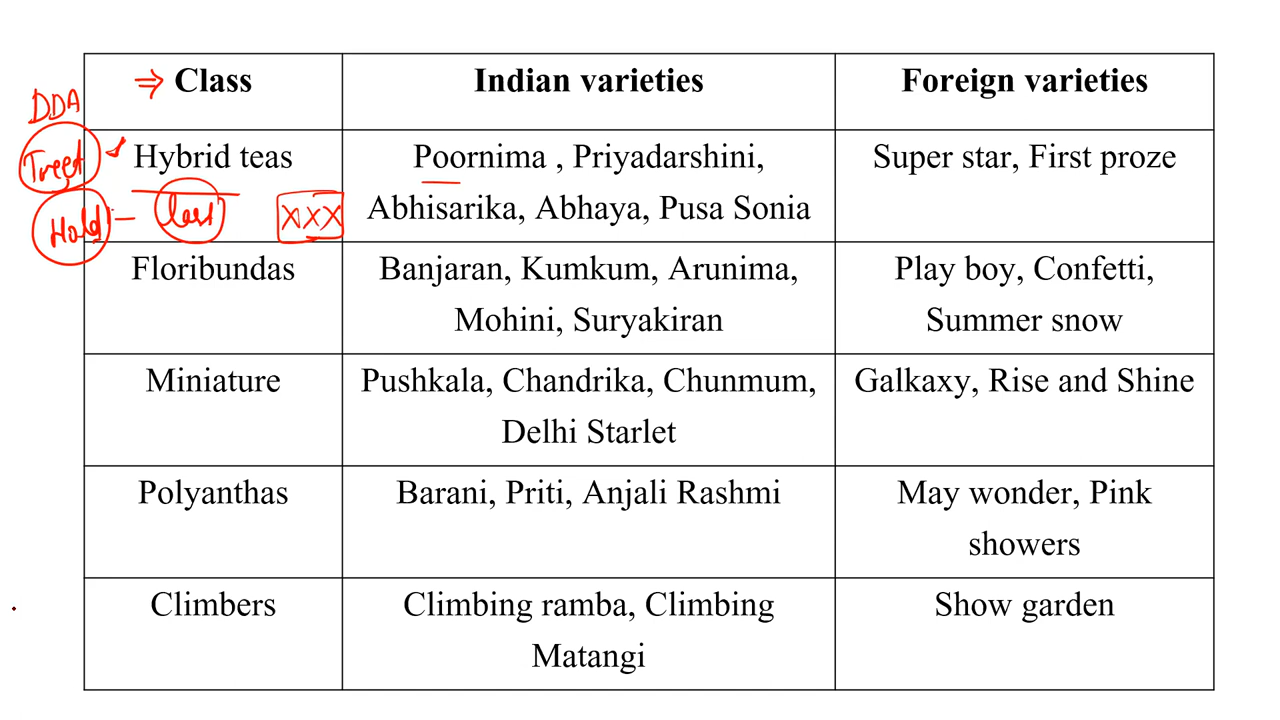 ⇒ Class Indian varieties Foreign varieties
DDA
Hybrid teas Poornima , Priyadarshini, Super star, First proze
Abhisarika, Abhaya, Pusa Sonia
XXX
Floribundas Banjaran, Kumkum, Arunima, Play boy, Confetti,
Mohini, Suryakiran Summer snow
Miniature Pushkala, Chandrika, Chunmum, Galkaxy, Rise and Shine
Delhi Starlet
Polyanthas Barani, Priti, Anjali Rashmi May wonder, Pink
showers
Climbers Climbing ramba, Climbing Show garden
Matangi